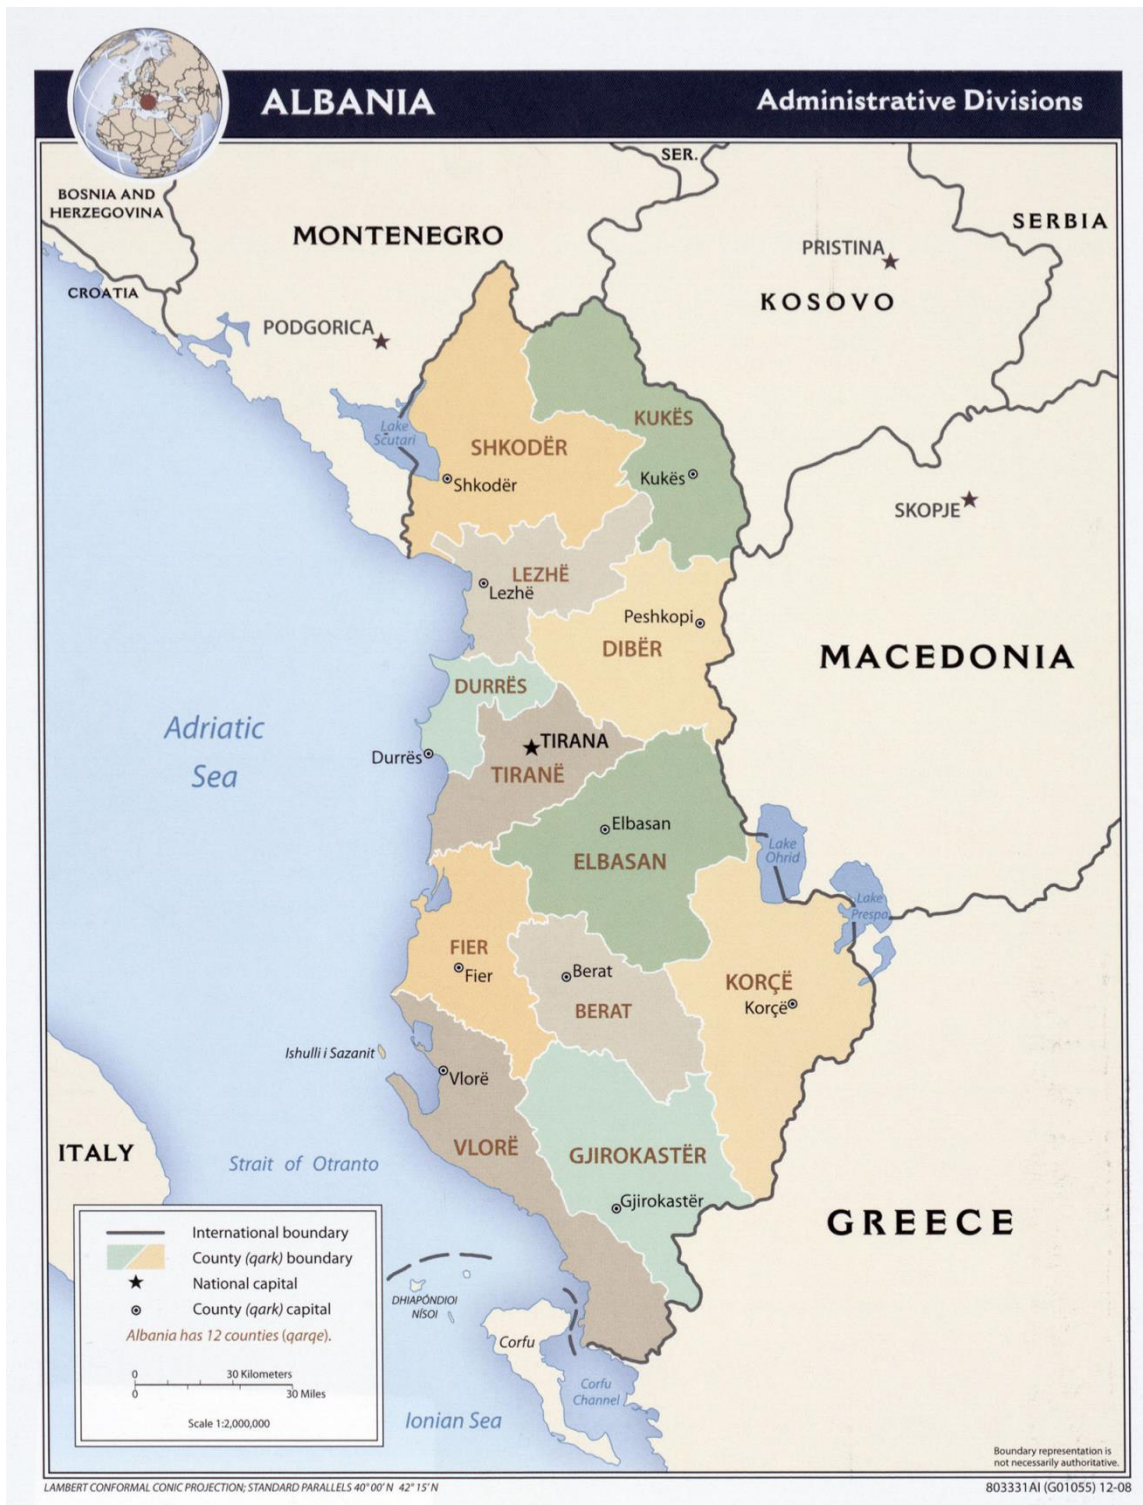 ALBANIA
Administrative Divisions
SER.
BOSNIA AND
HERZEGOVINA
SERBIA
MONTENEGRO
PRISTINA
CROATIA
KOSOVO
PODGORICA
KUKËS
Lake
Scutari
SHKODËR
Kukës
Shkodër
SKOPJE
LEZHË
Lezhë
Peshkopi
DIBËR
MACEDONIA
DURRËS
Adriatic
Sea
TIRANA
Durrës
TIRANË
Elbasan
Lake
Ohrid
ELBASAN
Lake
Prespa
FIER
Fier
Berat
KORÇË
Korçë
BERAT
Ishulli i Sazanit
Vlorë
ITALY
VLORË
GJIROKASTËR
Strait of Otranto
Gjirokastër
GREECE
International boundary
County (qark) boundary
National capital
County (qark) capital
Albania has 12 counties (qarqe).
0 30 Kilometers
0 30 Miles
Scale 1:2,000,000
DHIAPÓNDIOI
NÍSOI
Corfu
Corfu
Channel
Ionian Sea
Boundary representation is
not necessarily authoritative.
LAMBERT CONFORMAL CONIC PROJECTION; STANDARD PARALLELS 40° 00' N 42° 15' N
803331AI (G01055) 12-08